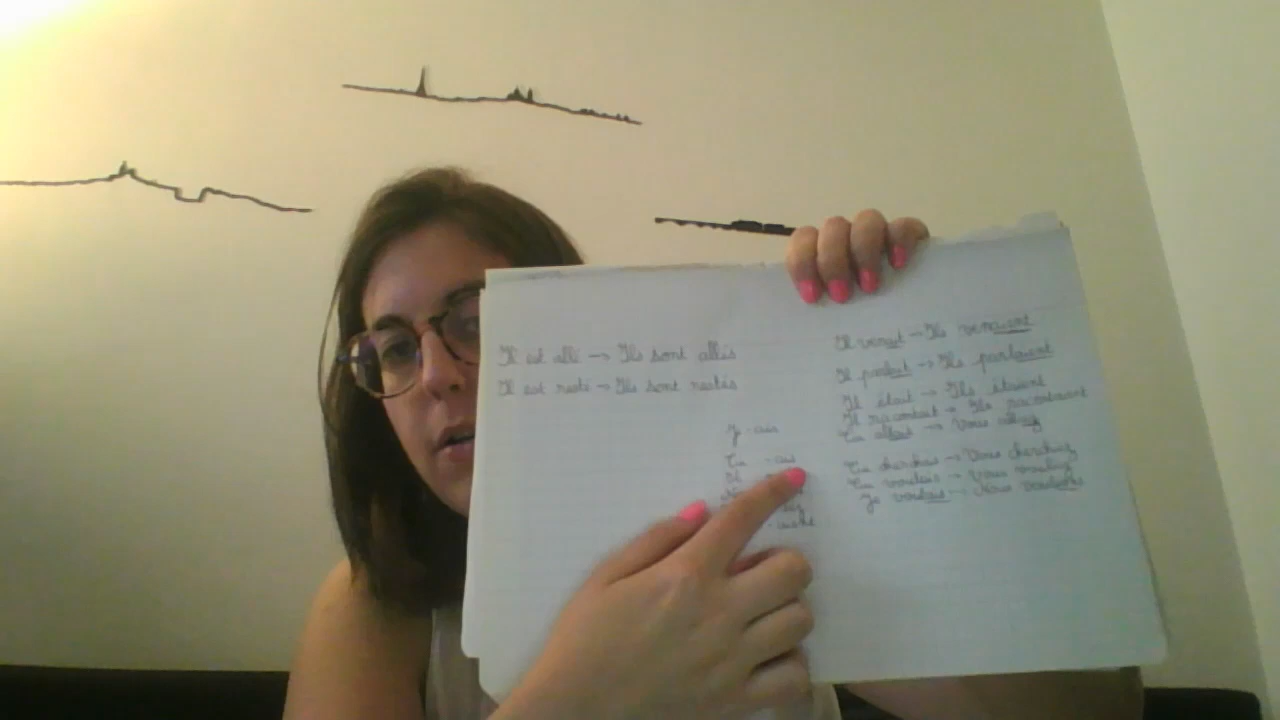 Il est allé → Ils sont allés
Il est resté → Ils sont restés
Je - ais
Tu - ais
Il
- aient
Il venait → Ils venaient
Il parlait → Ils parlaient
Il était → Ils étaient
Il racontait → Ils racontaient
Tu allais → Vous alliez
Tu cherchais → Vous cherchiez
Tu voulais → Vous vouliez
Je voulais → Nous voulions